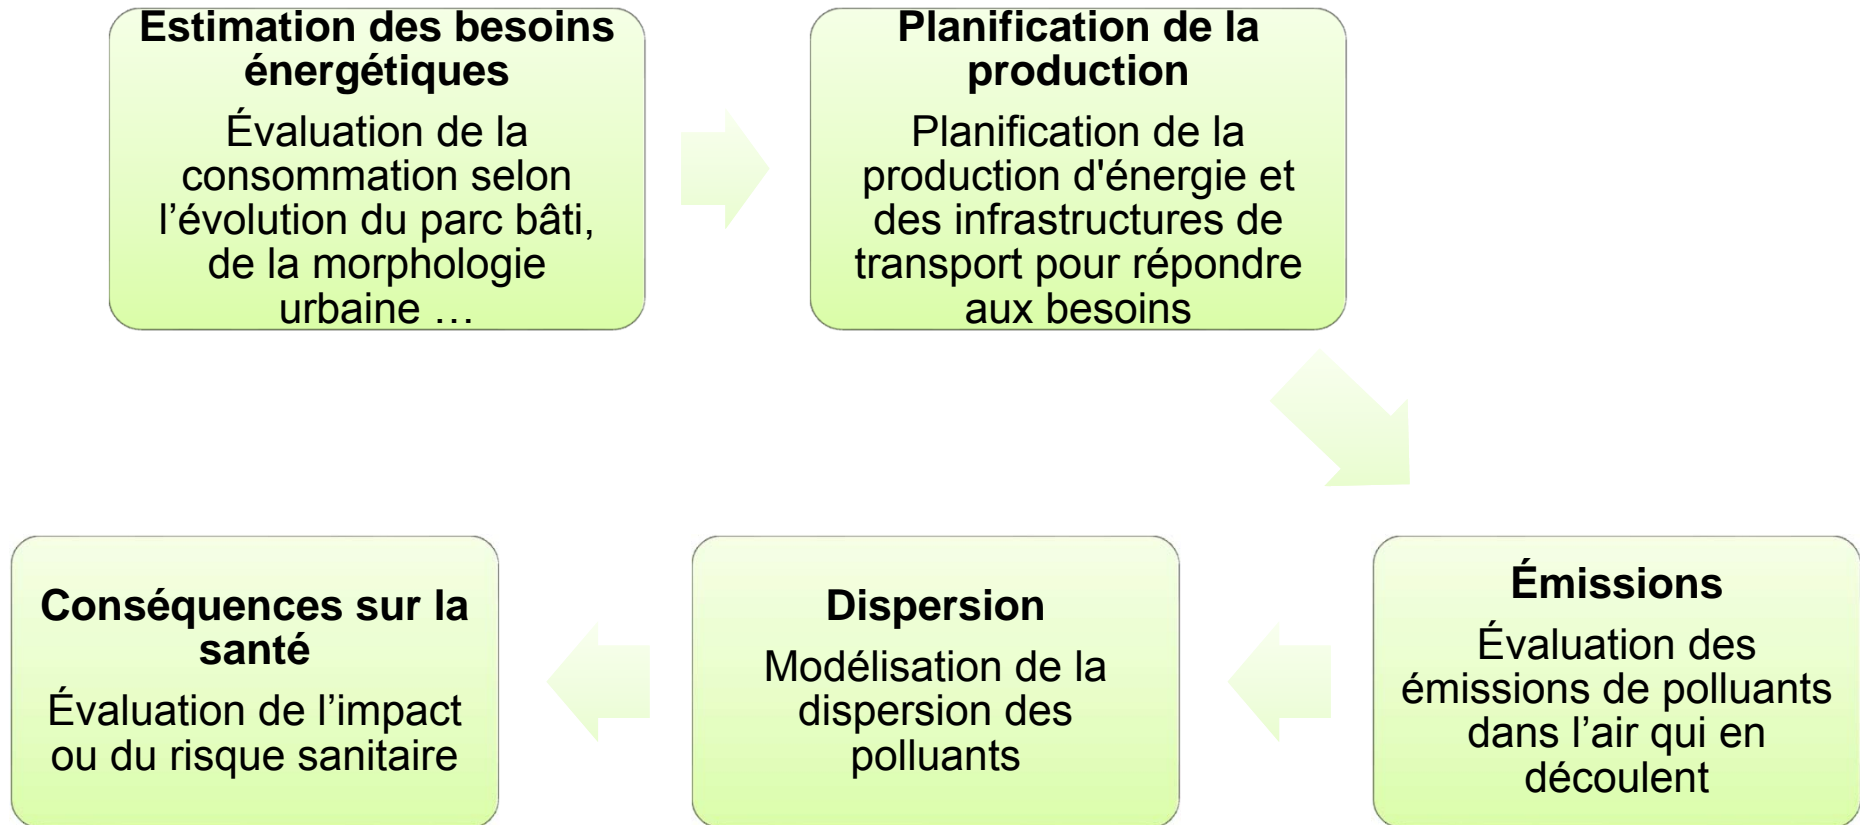 Estimation des besoins
énergétiques
Évaluation de la
consommation selon
l’évolution du parc bâti,
de la morphologie
urbaine …
Planification de la
production
Planification de la
production d'énergie et
des infrastructures de
transport pour répondre
aux besoins
Émissions
Évaluation des
émissions de polluants
dans l’air qui en
découlent
Dispersion
Modélisation de la
dispersion des
polluants
Conséquences sur la
santé
Évaluation de l’impact
ou du risque sanitaire